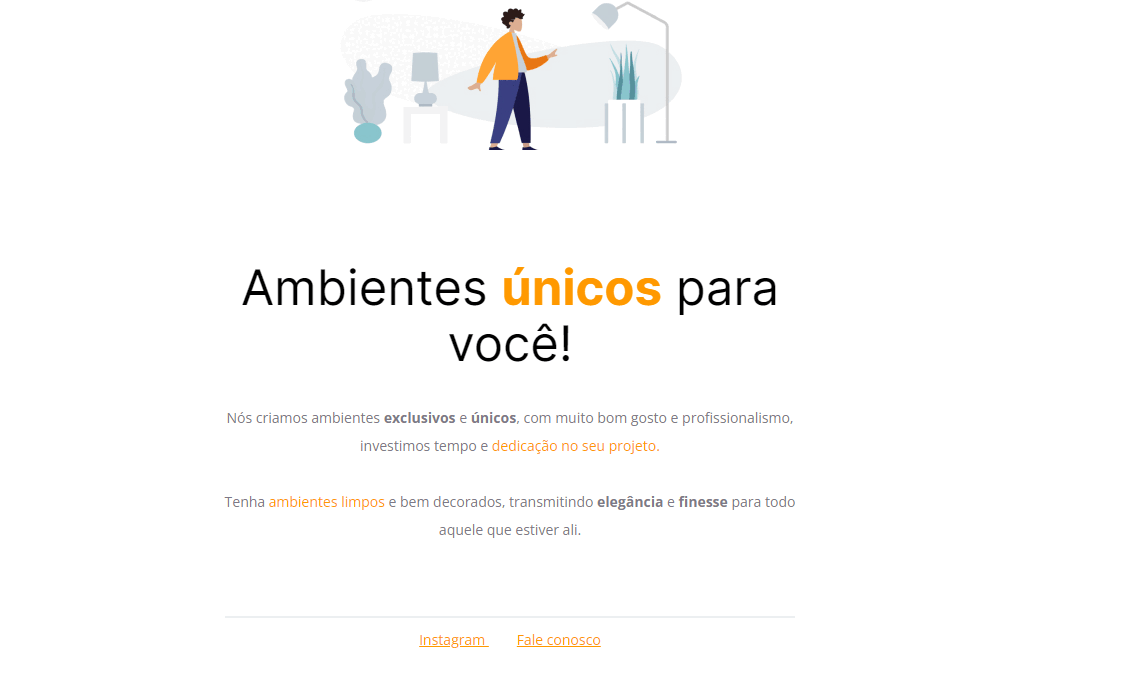 Ambientes únicos para
você!
Nós criamos ambientes exclusivos e únicos, com muito bom gosto e profissionalismo,
investimos tempo e dedicação no seu projeto.
Tenha ambientes limpos e bem decorados, transmitindo elegância e finesse para todo
aquele que estiver ali.
Instagram Fale conosco